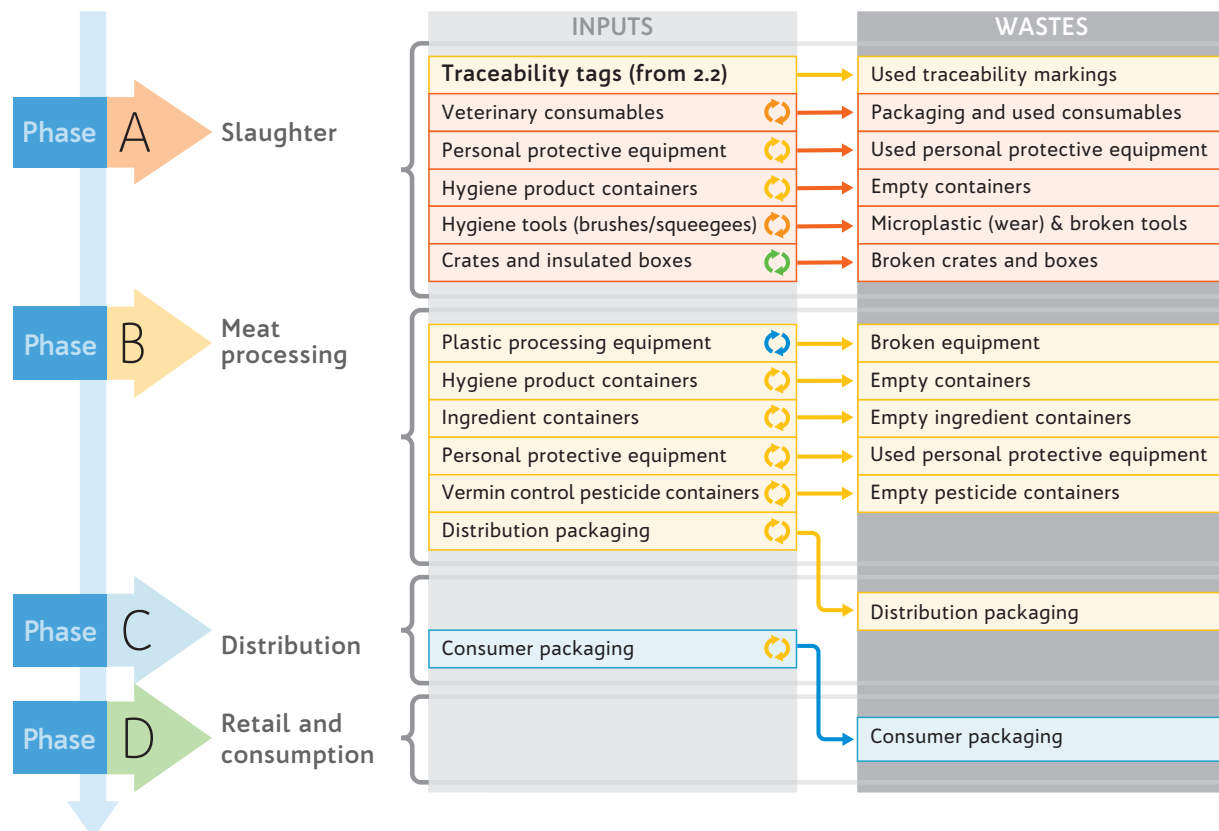 INPUTS
WASTES
Phase A
Slaughter
Traceability tags (from 2.2)
Used traceability markings
Veterinary consumables
Packaging and used consumables
Personal protective equipment
Used personal protective equipment
Hygiene product containers
Empty containers
Hygiene tools (brushes/squeegees)
Microplastic (wear) & broken tools
Crates and insulated boxes
Broken crates and boxes
Phase B
Meat
processing
Plastic processing equipment
Broken equipment
Hygiene product containers
Empty containers
Ingredient containers
Empty ingredient containers
Personal protective equipment
Used personal protective equipment
Vermin control pesticide containers
Empty pesticide containers
Distribution packaging
Phase C
Distribution
Distribution packaging
Consumer packaging
Phase D
Retail and
consumption
Consumer packaging